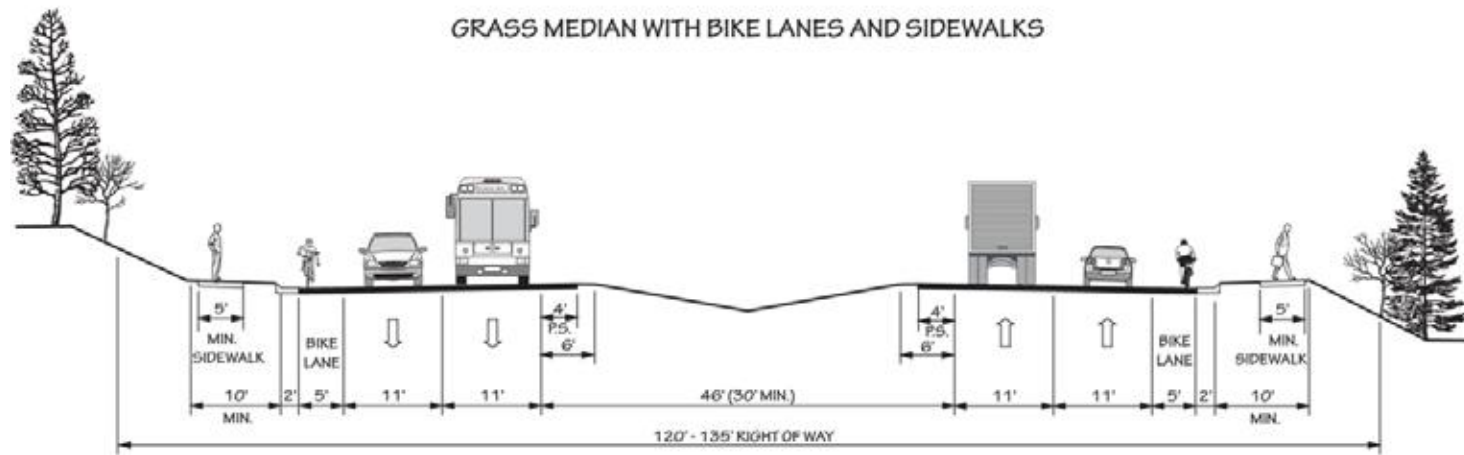 GRASS MEDIAN WITH BIKE LANES AND SIDEWALKS
5'
MIN.
SIDEWALK
BIKE
LANE
4'
P.S.
6'
4'
P.S.
6'
BIKE
LANE
5'
MIN.
SIDEWALK
10'
MIN.
2'
5'
11'
11'
46' (30' MIN.)
11'
11'
5'
2'
10'
MIN.
120' - 135' RIGHT OF WAY